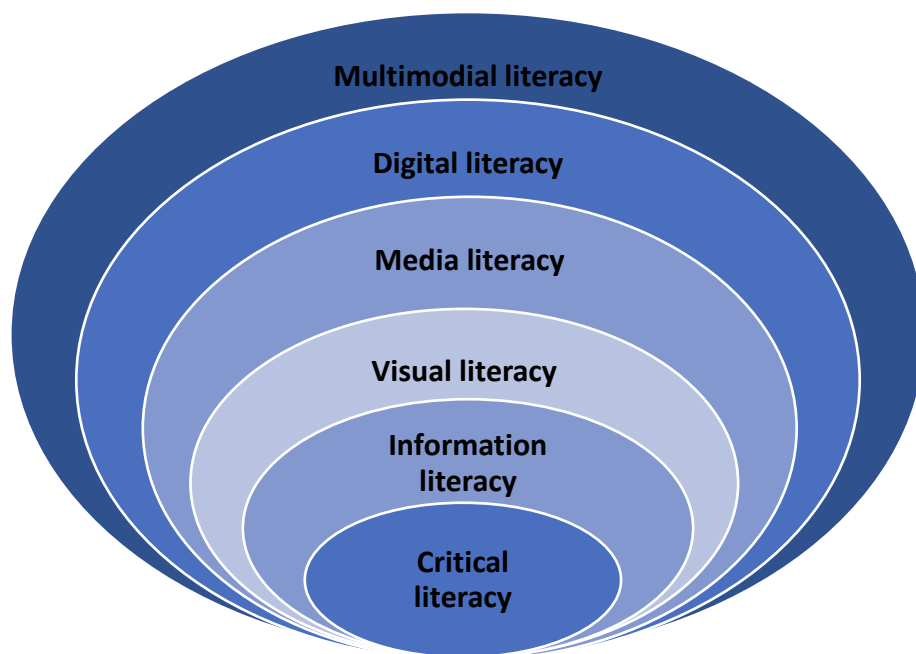 Multimodial literacy
Digital literacy
Media literacy
Visual literacy
Information
literacy
Critical
literacy